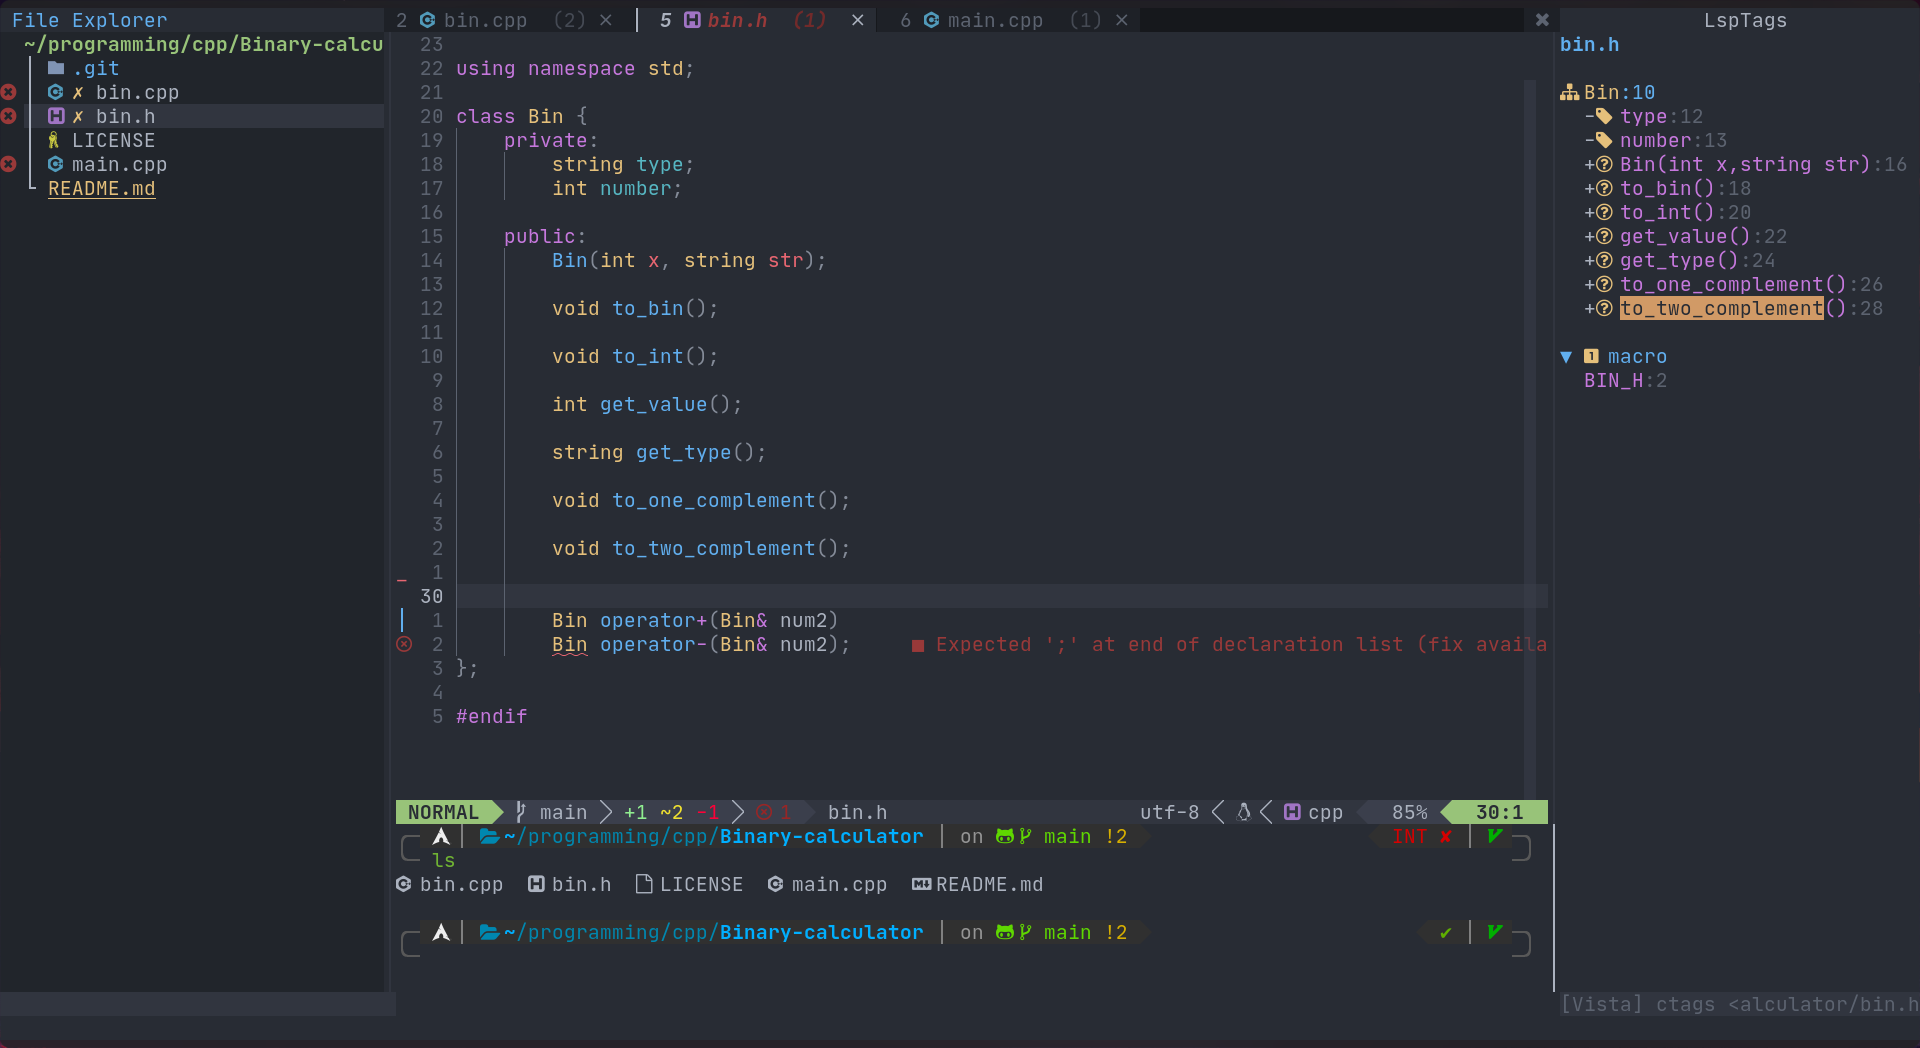 File Explorer
~/programming/cpp/Binary-calcu
.git
✗ bin.cpp
✗ bin.h
LICENSE
main.cpp
README.md
2 bin.cpp (2) ×
5 bin.h (1) ×
6 main.cpp (1) ×
23
22 using namespace std;
21
20 class Bin {
19 private:
18 string type;
17 int number;
16
15 public:
14 Bin(int x, string str);
13
12 void to_bin();
11
10 void to_int();
9
8 int get_value();
7
6 string get_type();
5
4 void to_one_complement();
3
2 void to_two_complement();
1
30
1 Bin operator+(Bin& num2)
2 Bin operator-(Bin& num2); ■ Expected ';' at end of declaration list (fix availa
3 };
4
5 #endif
NORMAL main +1 ~2 -1 1 bin.h utf-8 cpp 85% 30:1
~/programming/cpp/Binary-calculator on main !2 INT ✘
ls
bin.cpp bin.h LICENSE main.cpp README.md
~/programming/cpp/Binary-calculator on main !2 ✔
LspTags
bin.h
Bin:10
-type:12
-number:13
+Bin(int x,string str):16
+to_bin():18
+to_int():20
+get_value():22
+get_type():24
+to_one_complement():26
+to_two_complement():28
▼ 1 macro
BIN_H:2
[Vista] ctags <alculator/bin.h